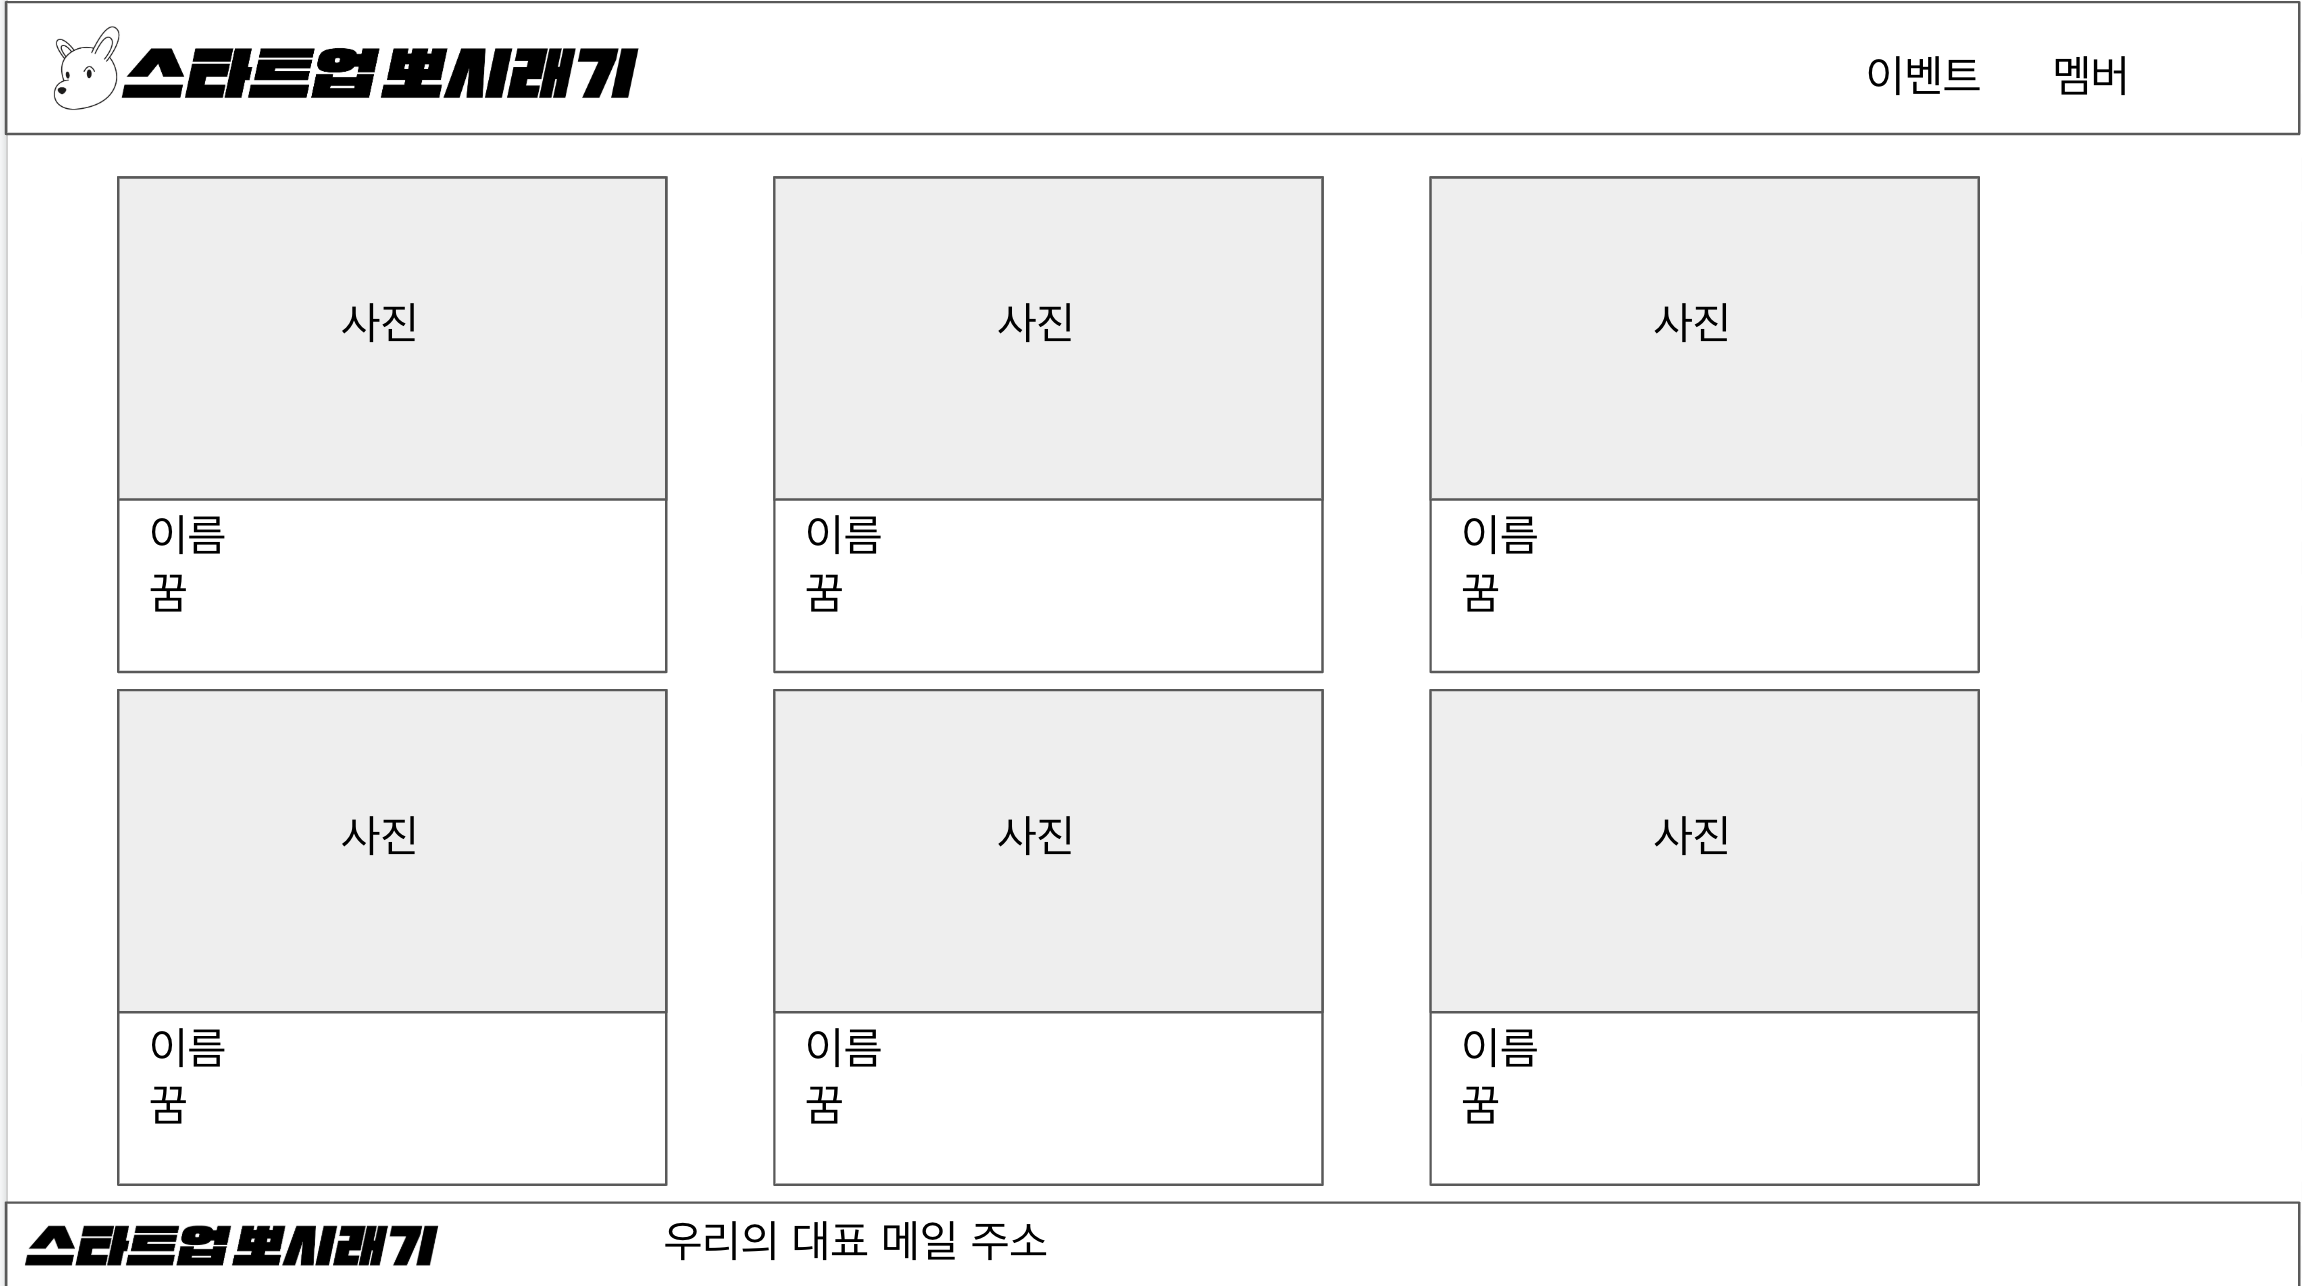 스타트업 뽀시래기
이벤트 멤버
사진 사진 사진
이름 이름 이름
꿈 꿈 꿈
사진 사진 사진
이름 이름 이름
꿈 꿈 꿈
스타트업 뽀시래기 우리의 대표 메일 주소